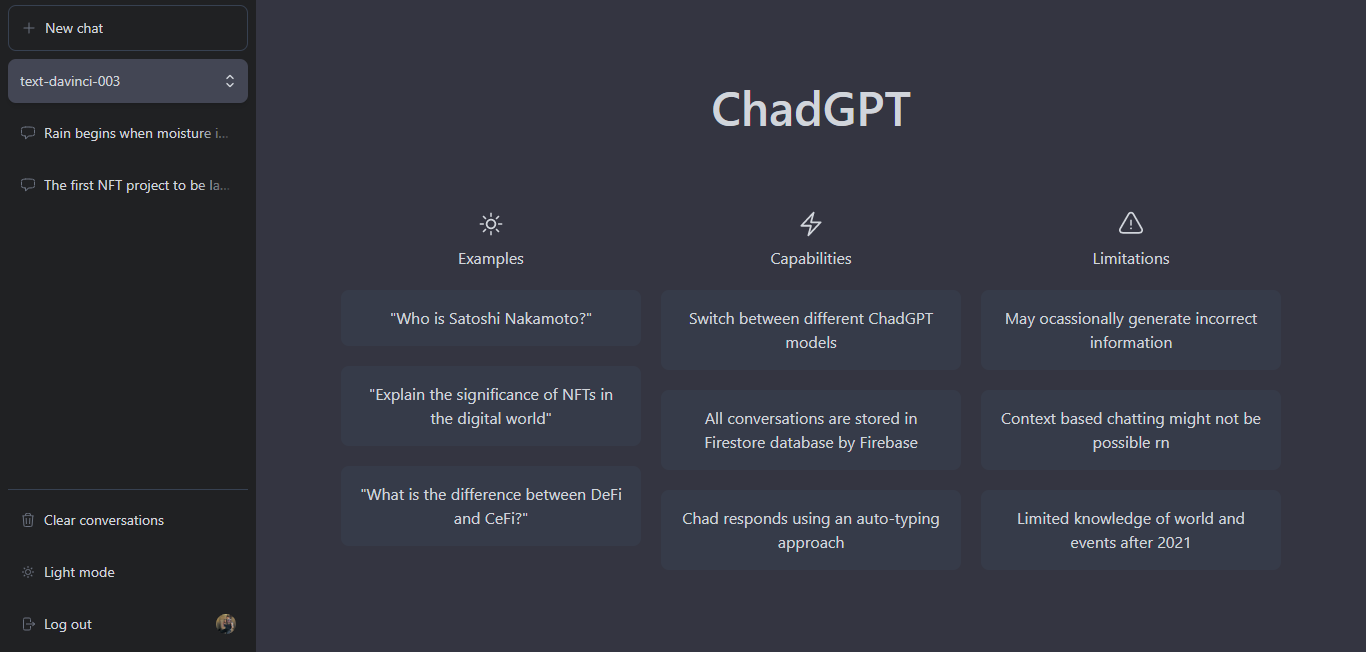 New chat
text-davinci-003
Rain begins when moisture i...
The first NFT project to be la...
Clear conversations
Light mode
Log out
ChadGPT
Examples
"Who is Satoshi Nakamoto?"
"Explain the significance of NFTs in
the digital world"
"What is the difference between DeFi
and CeFi?"
Capabilities
Switch between different ChadGPT
models
All conversations are stored in
Firestore database by Firebase
Chad responds using an auto-typing
approach
Limitations
May ocassionally generate incorrect
information
Context based chatting might not be
possible rn
Limited knowledge of world and
events after 2021